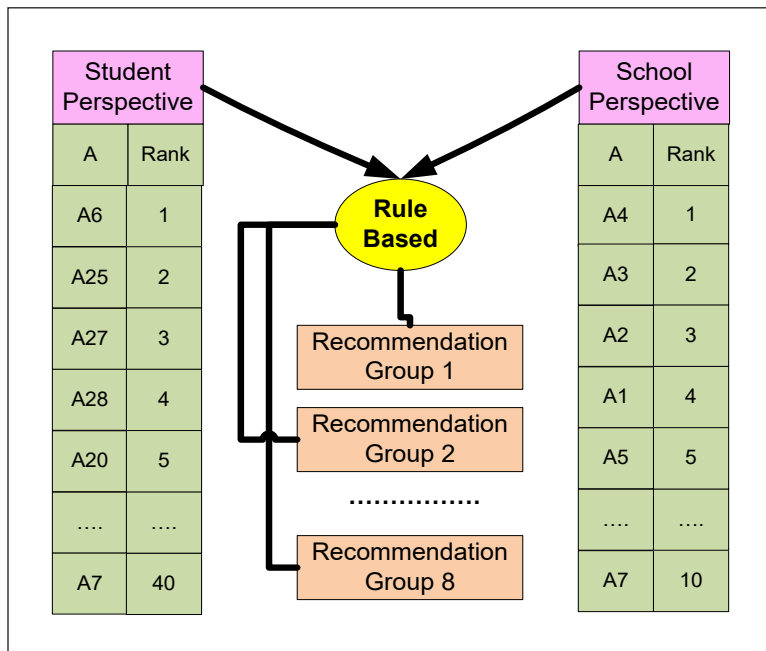 Student
Perspective
A Rank
A6 1
A25 2
A27 3
A28 4
A20 5
.... ....
A7 40
Rule
Based
Recommendation
Group 1
Recommendation
Group 2
................
Recommendation
Group 8
School
Perspective
A Rank
A4 1
A3 2
A2 3
A1 4
A5 5
.... ....
A7 10